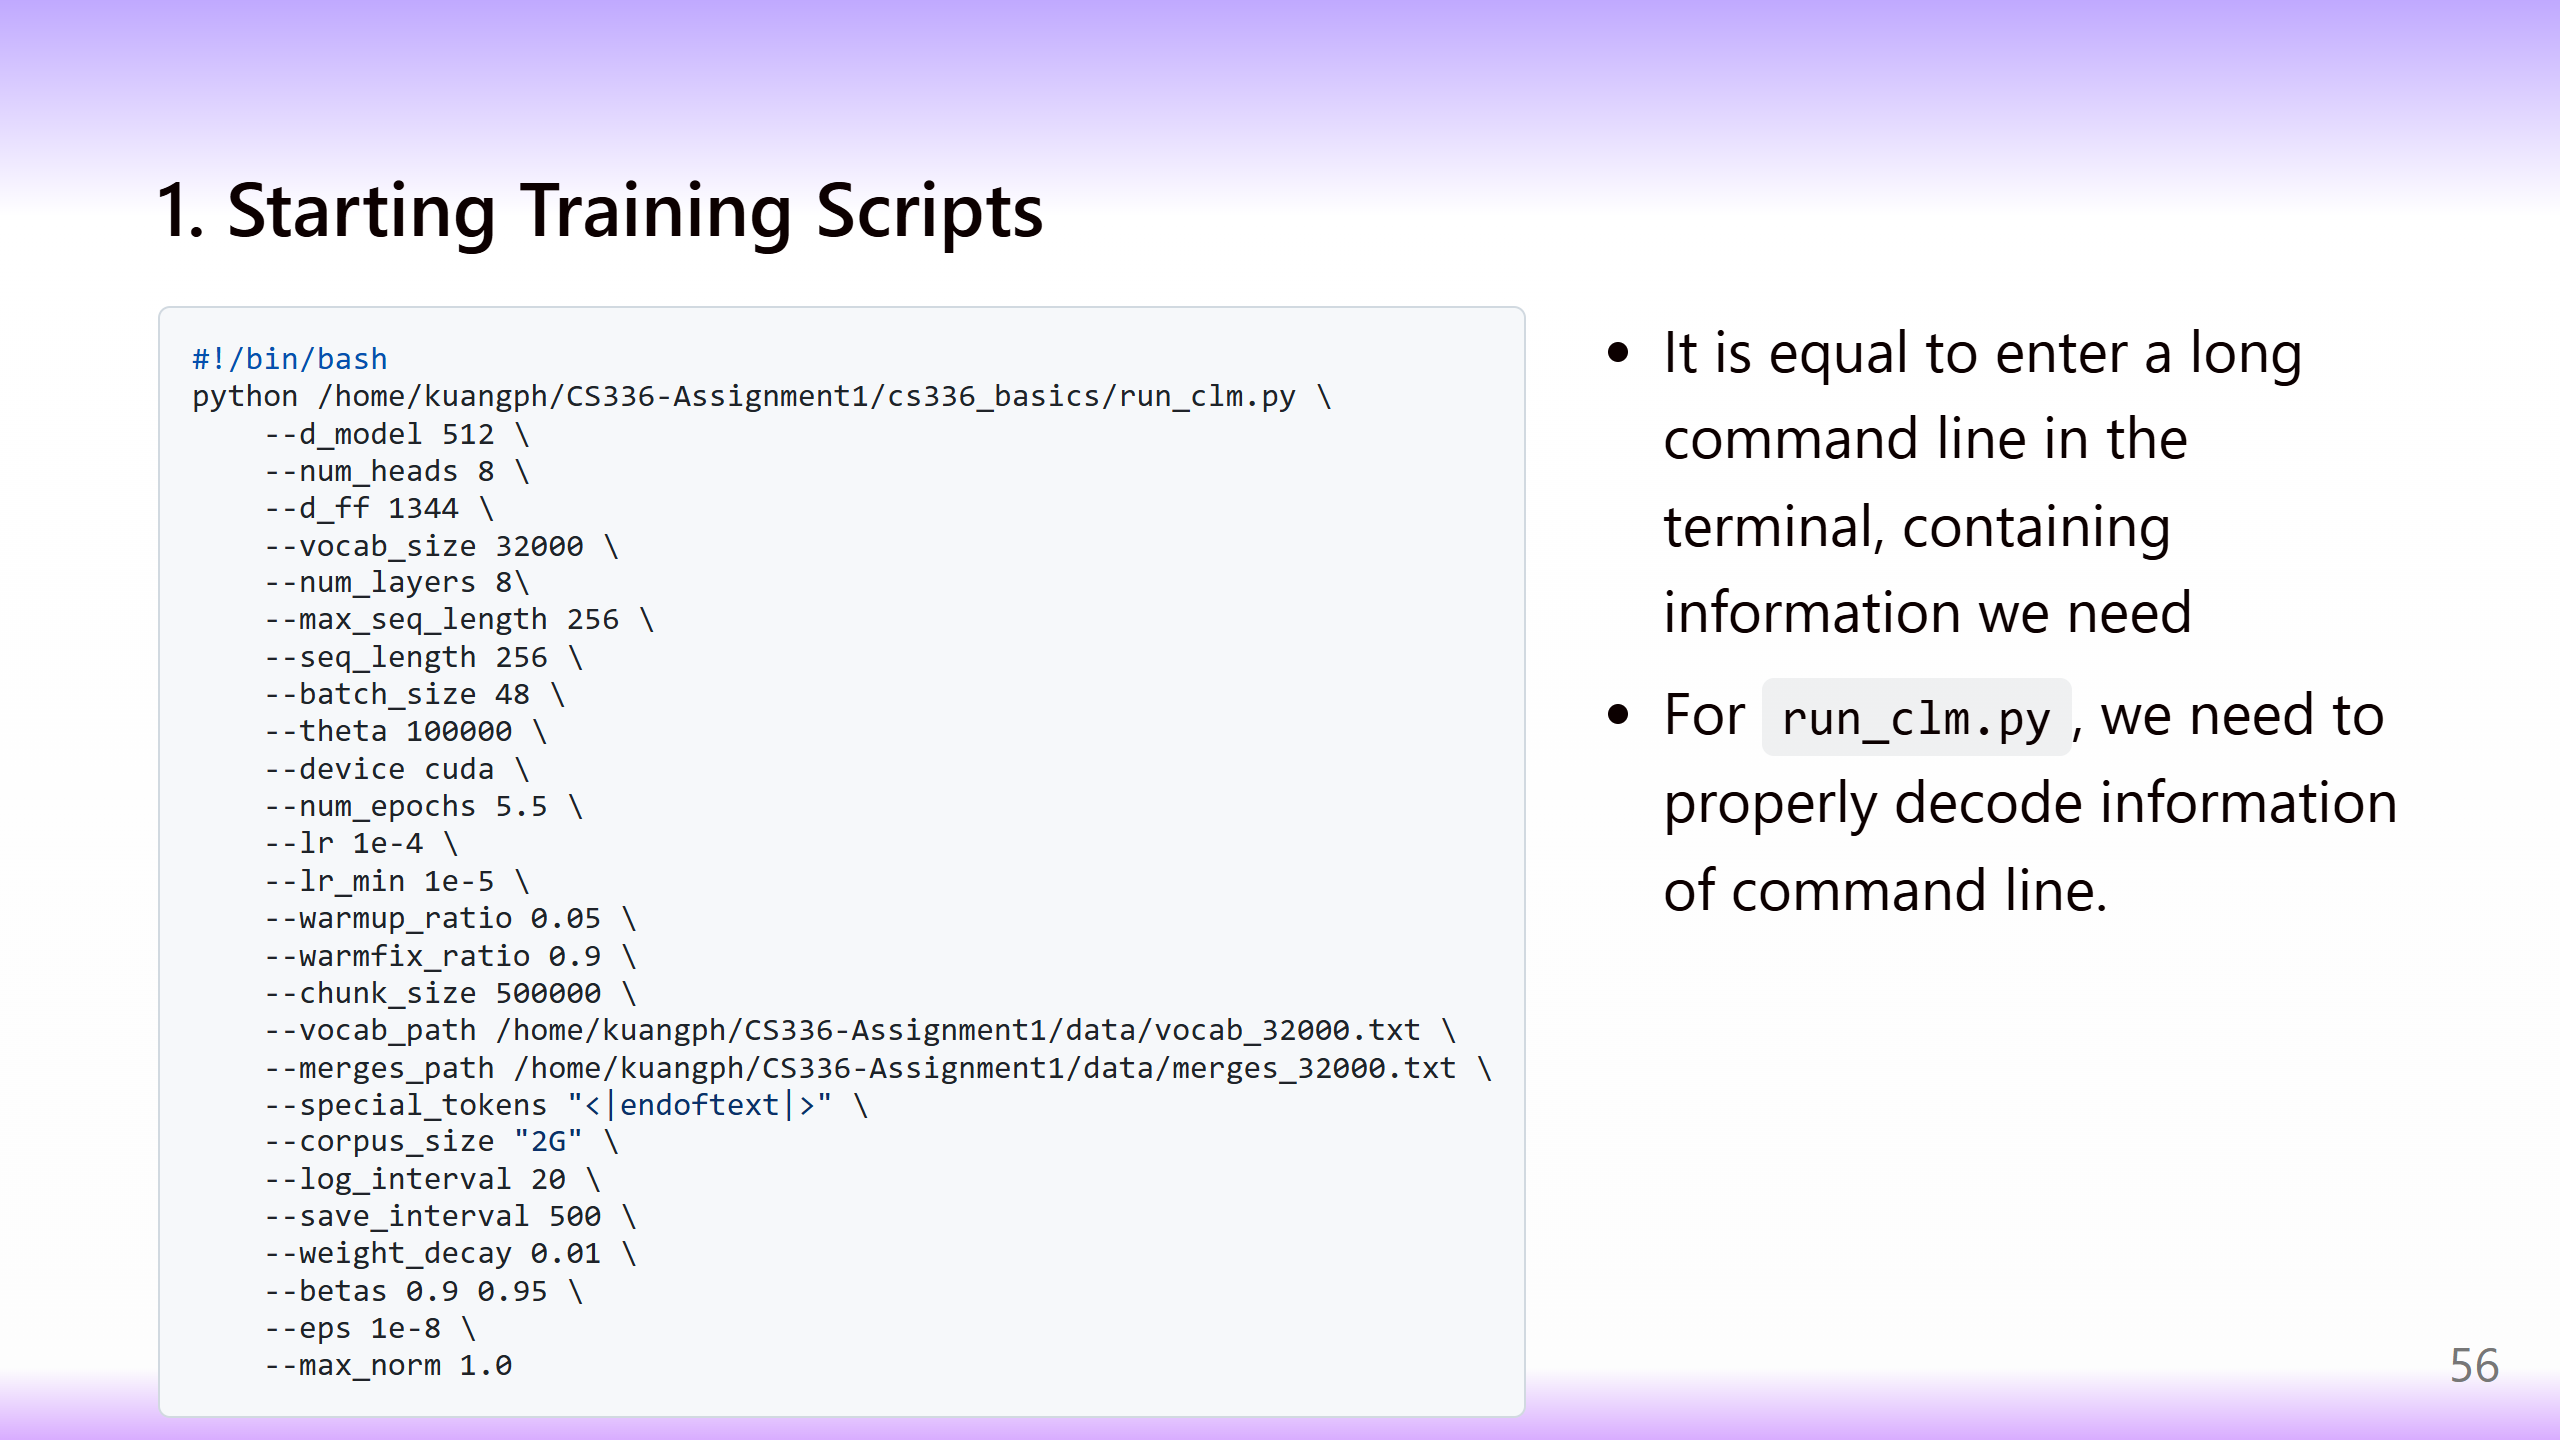 1. Starting Training Scripts
#!/bin/bash
python /home/kuangph/CS336-Assignment1/cs336_basics/run_clm.py \
    --d_model 512 \
    --num_heads 8 \
    --d_ff 1344 \
    --vocab_size 32000 \
    --num_layers 8\
    --max_seq_length 256 \
    --seq_length 256 \
    --batch_size 48 \
    --theta 100000 \
    --device cuda \
    --num_epochs 5.5 \
    --lr 1e-4 \
    --lr_min 1e-5 \
    --warmup_ratio 0.05 \
    --warmfix_ratio 0.9 \
    --chunk_size 500000 \
    --vocab_path /home/kuangph/CS336-Assignment1/data/vocab_32000.txt \
    --merges_path /home/kuangph/CS336-Assignment1/data/merges_32000.txt \
    --special_tokens "<|endoftext|>" \
    --corpus_size "2G" \
    --log_interval 20 \
    --save_interval 500 \
    --weight_decay 0.01 \
    --betas 0.9 0.95 \
    --eps 1e-8 \
    --max_norm 1.0
• It is equal to enter a long
command line in the
terminal, containing
information we need
• For run_clm.py, we need to
properly decode information
of command line.
56